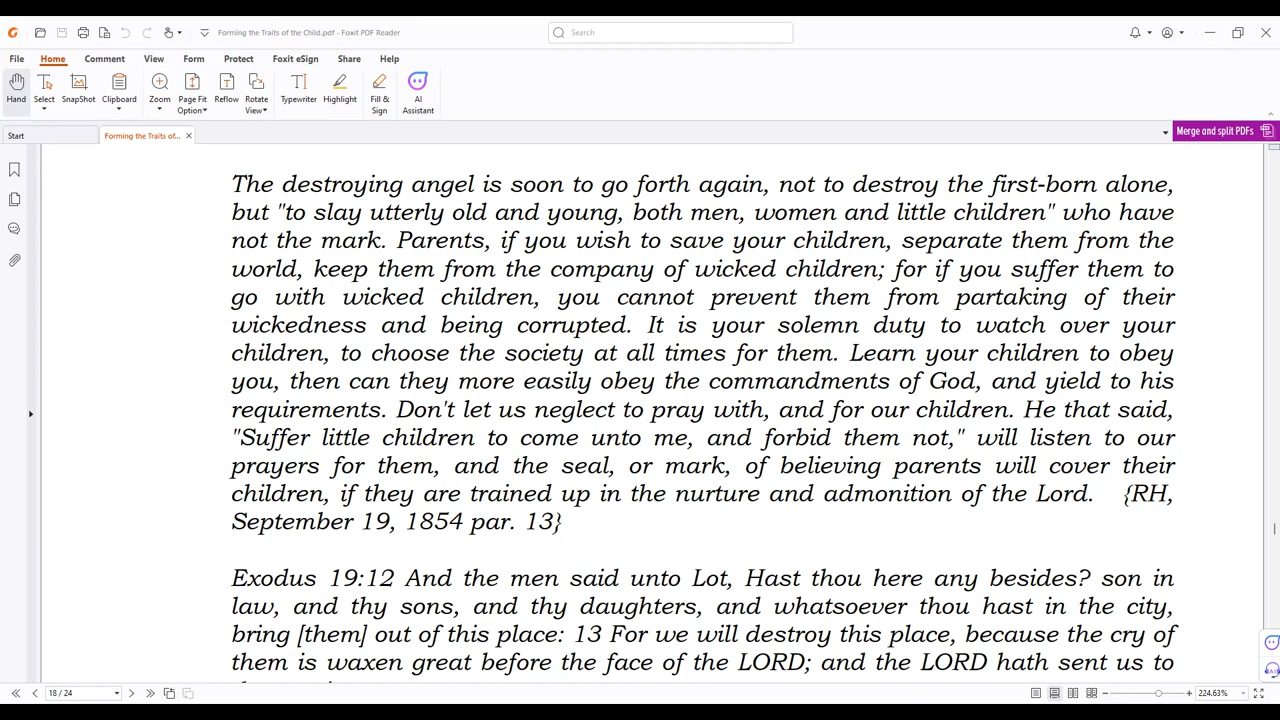 Forming the Traits of the Child.pdf - Foxit PDF Reader
Search
File Home Comment View Form Protect Foxit eSign Share Help
Hand Select SnapShot Clipboard Zoom Page Fit Option Reflow Rotate View Typewriter Highlight Fill & Sign AI Assistant
Start Forming the Traits of... Merge and split PDFs
The destroying angel is soon to go forth again, not to destroy the first-born alone,
but "to slay utterly old and young, both men, women and little children" who have
not the mark. Parents, if you wish to save your children, separate them from the
world, keep them from the company of wicked children; for if you suffer them to
go with wicked children, you cannot prevent them from partaking of their
wickedness and being corrupted. It is your solemn duty to watch over your
children, to choose the society at all times for them. Learn your children to obey
you, then can they more easily obey the commandments of God, and yield to his
requirements. Don't let us neglect to pray with, and for our children. He that said,
"Suffer little children to come unto me, and forbid them not," will listen to our
prayers for them, and the seal, or mark, of believing parents will cover their
children, if they are trained up in the nurture and admonition of the Lord. {RH,
September 19, 1854 par. 13}
Exodus 19:12 And the men said unto Lot, Hast thou here any besides? son in
law, and thy sons, and thy daughters, and whatsoever thou hast in the city,
bring [them] out of this place: 13 For we will destroy this place, because the cry of
them is waxen great before the face of the LORD; and the LORD hath sent us to
18 / 24 224.63%